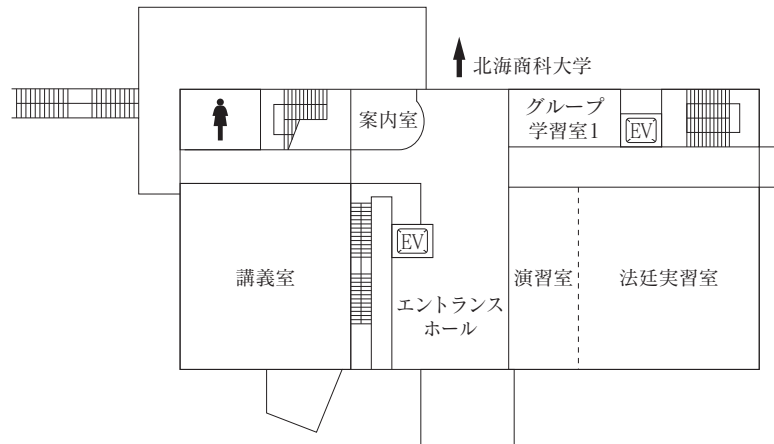 北海商科大学
案内室
グループ
学習室1
EV
EV
講義室
演習室
法廷実習室
エントランス
ホール